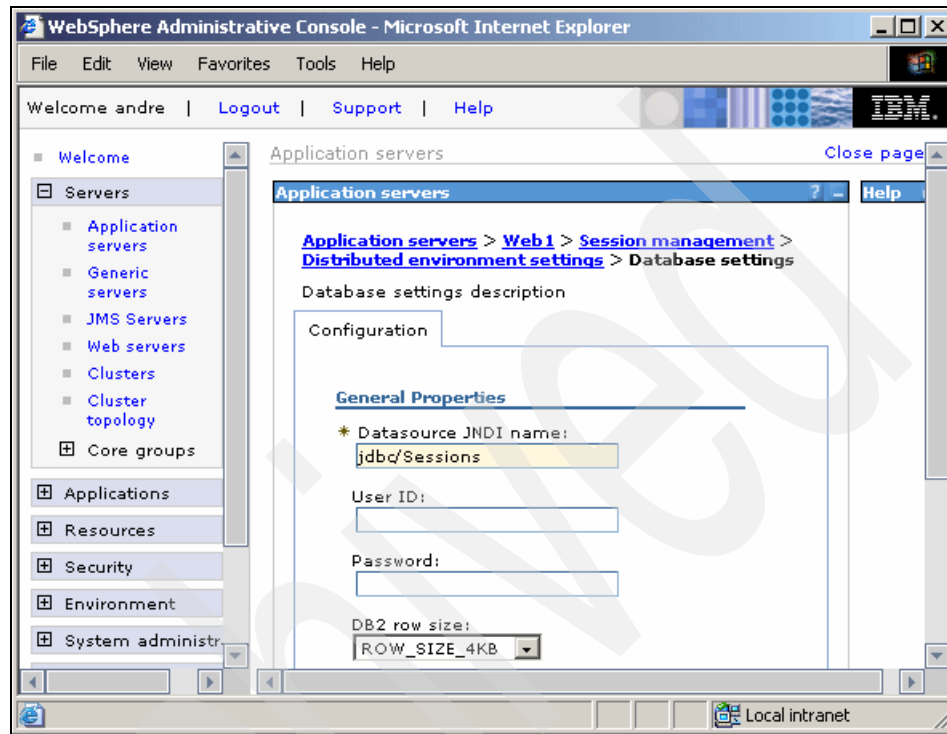 WebSphere Administrative Console - Microsoft Internet Explorer
File Edit View Favorites Tools Help
Welcome andre | Logout | Support | Help
IBM.
Welcome
Servers
Application servers
Generic servers
JMS Servers
Web servers
Clusters
Cluster topology
Core groups
Applications
Resources
Security
Environment
System administr
Application servers
Close page
Application servers ? –
Help
Application servers > Web1 > Session management >
Distributed environment settings > Database settings
Database settings description
Configuration
General Properties
* Datasource JNDI name:
jdbc/Sessions
User ID:
Password:
DB2 row size:
ROW_SIZE_4KB
Local intranet